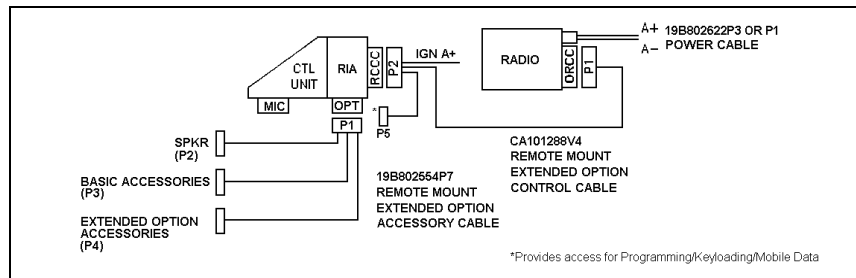 A+
A−
19B802622P3 OR P1
POWER CABLE
IGN A+
CTL
UNIT
RIA
RCCC
P2
RADIO
ORCC
P1
MIC
OPT
*
P5
P1
SPKR
(P2)
BASIC ACCESSORIES
(P3)
EXTENDED OPTION
ACCESSORIES
(P4)
19B802554P7
REMOTE MOUNT
EXTENDED OPTION
ACCESSORY CABLE
CA101288V4
REMOTE MOUNT
EXTENDED OPTION
CONTROL CABLE
*Provides access for Programming/Keyloading/Mobile Data